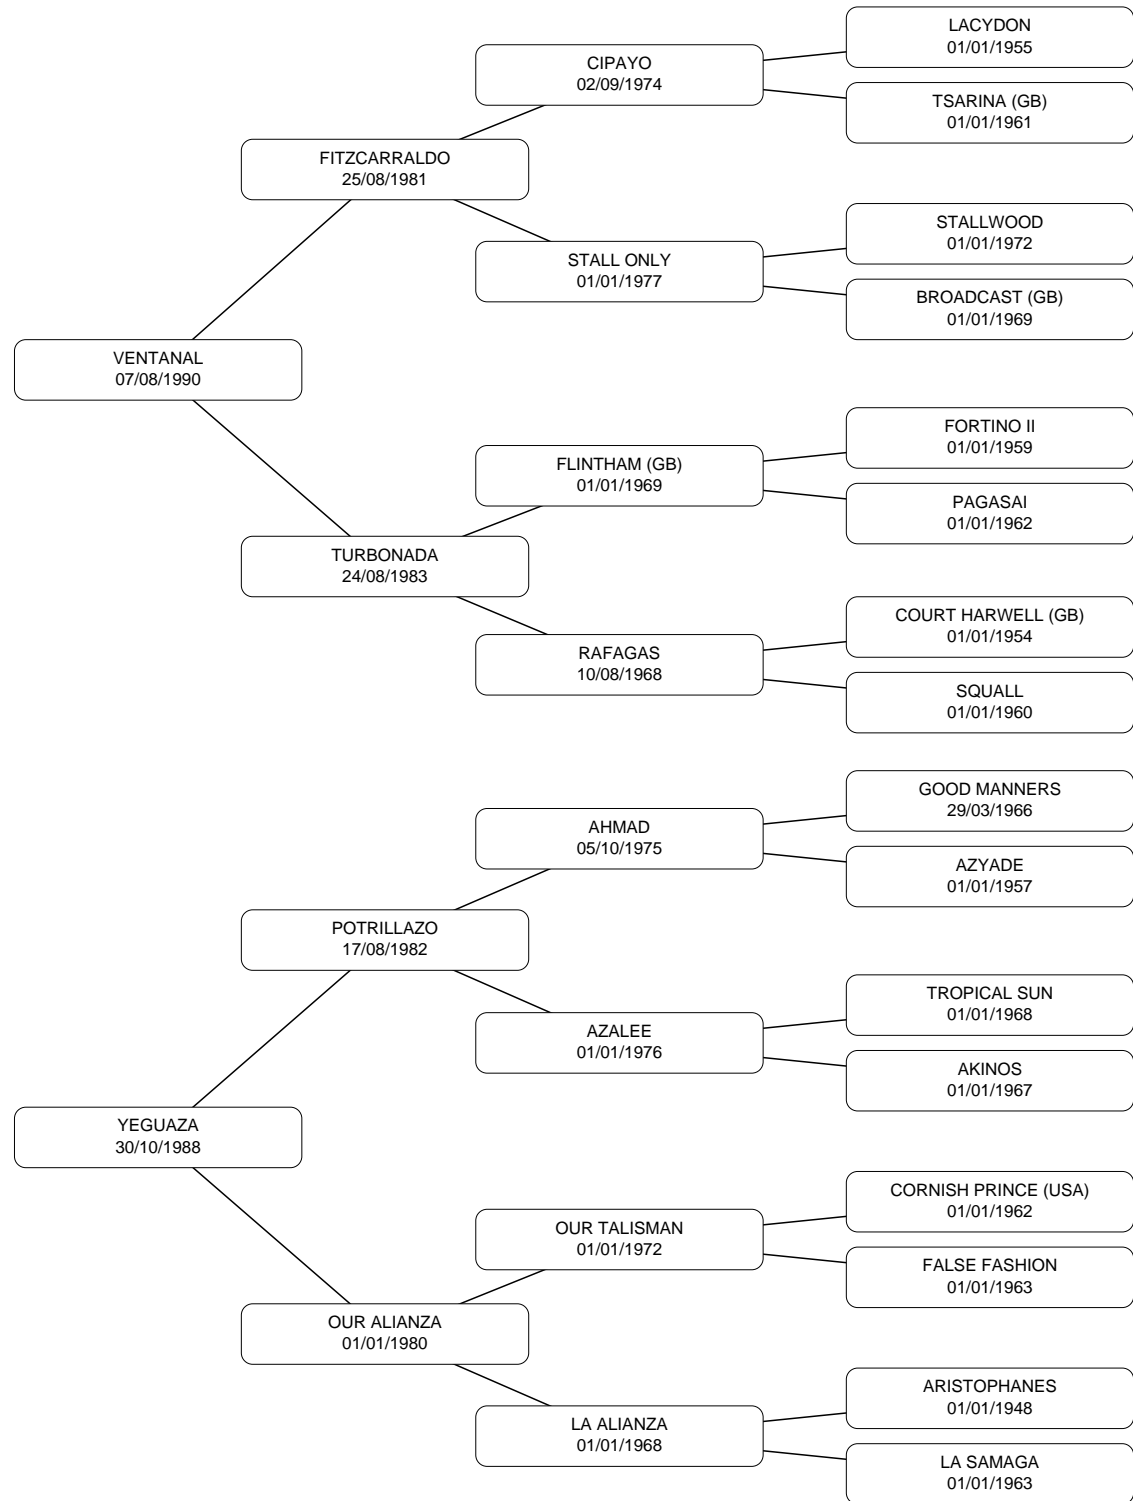 LACYDON
01/01/1955
CIPAYO
02/09/1974
TSARINA (GB)
01/01/1961
FITZCARRALDO
25/08/1981
STALLWOOD
01/01/1972
STALL ONLY
01/01/1977
BROADCAST (GB)
01/01/1969
VENTANAL
07/08/1990
FORTINO II
01/01/1959
FLINTHAM (GB)
01/01/1969
PAGASAI
01/01/1962
TURBONADA
24/08/1983
COURT HARWELL (GB)
01/01/1954
RAFAGAS
10/08/1968
SQUALL
01/01/1960
GOOD MANNERS
29/03/1966
AHMAD
05/10/1975
AZYADE
01/01/1957
POTRILLAZO
17/08/1982
TROPICAL SUN
01/01/1968
AZALEE
01/01/1976
AKINOS
01/01/1967
YEGUAZA
30/10/1988
CORNISH PRINCE (USA)
01/01/1962
OUR TALISMAN
01/01/1972
FALSE FASHION
01/01/1963
OUR ALIANZA
01/01/1980
ARISTOPHANES
01/01/1948
LA ALIANZA
01/01/1968
LA SAMAGA
01/01/1963